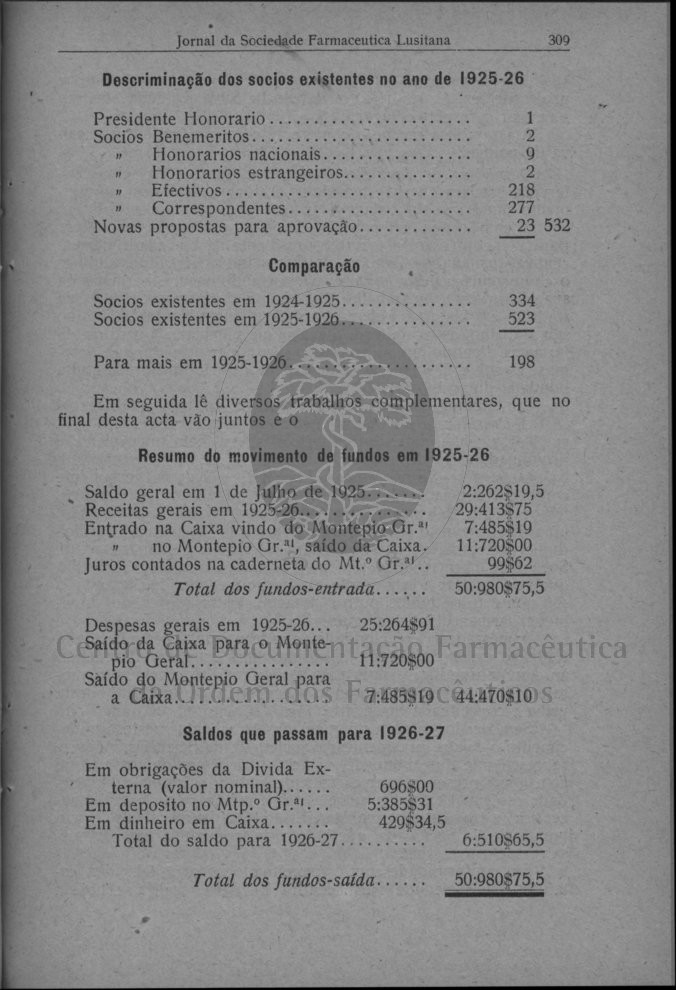 Jornal da Sociedade Farmaceutica Lusitana 309
Descriminação dos socios existentes no ano de 1925-26
Presidente Honorario ....................... 1
Socios Benemeritos ......................... 2
" Honorarios nacionais ................. 9
" Honorarios estrangeiros ............... 2
" Efectivos ............................ 218
" Correspondentes ..................... 277
Novas propostas para aprovação ............. 23 532
Comparação
Socios existentes em 1924-1925 ............... 334
Socios existentes em 1925-1926 ............... 523
Para mais em 1925-1926 ..................... 198
Em seguida lê diversos trabalhos complementares, que no
final desta acta vão juntos e o
Resumo do movimento de fundos em 1925-26
Saldo geral em 1 de Julho de 1925 ....... 2:262$19,5
Receitas gerais em 1925-26 .............. 29:413$75
Entrado na Caixa vindo do Montepio Gr.al 7:485$19
" no Montepio Gr.al, saído da Caixa. 11:720$00
Juros contados na caderneta do Mt.º Gr.al.. 99$62
Total dos fundos-entrada ...... 50:980$75,5
Despesas gerais em 1925-26... 25:264$91
Saído da Caixa para o Monte-
pio Geral ................ 11:720$00
Saído do Montepio Geral para
a Caixa ................... 7:485$19 44:470$10
Centro de Documentação Farmacêutica
da Ordem dos Farmacêuticos
Saldos que passam para 1926-27
Em obrigações da Divida Ex-
terna (valor nominal) ...... 696$00
Em deposito no Mtp.º Gr.al... 5:385$31
Em dinheiro em Caixa ....... 429$34,5
Total do saldo para 1926-27 .......... 6:510$65,5
Total dos fundos-saída ...... 50:980$75,5